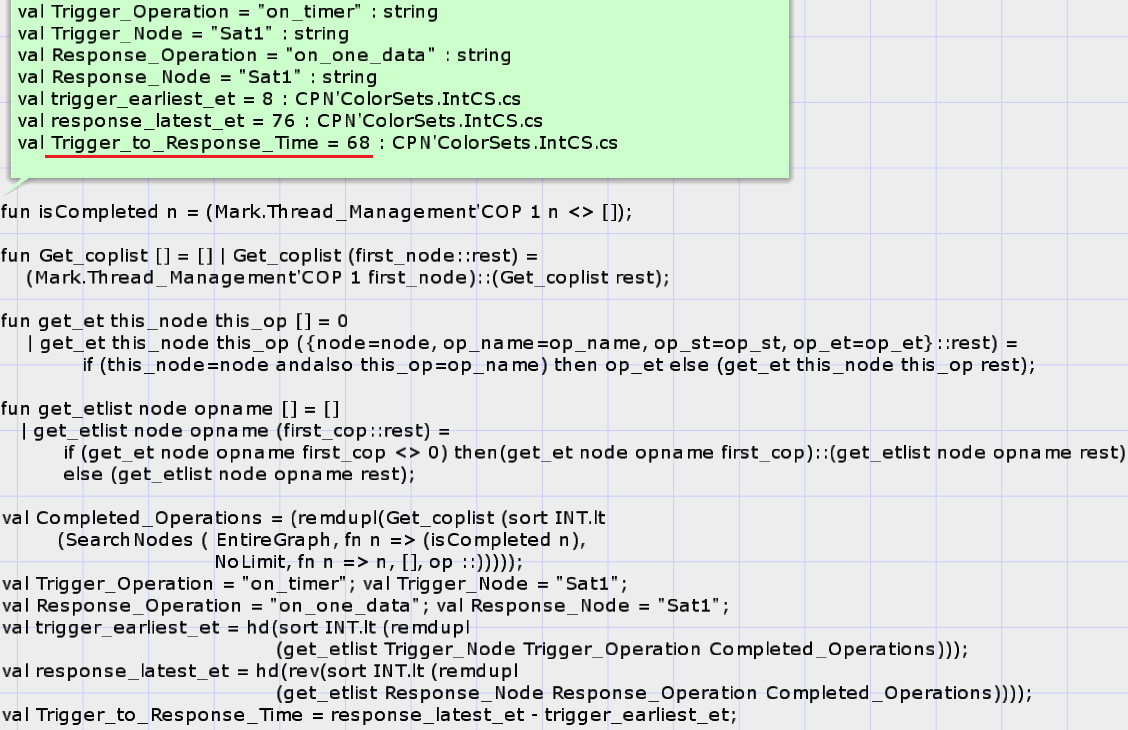 val Trigger_Operation = "on_timer" : string
val Trigger_Node = "Sat1" : string
val Response_Operation = "on_one_data" : string
val Response_Node = "Sat1" : string
val trigger_earliest_et = 8 : CPN'ColorSets.IntCS.cs
val response_latest_et = 76 : CPN'ColorSets.IntCS.cs
val Trigger_to_Response_Time = 68 : CPN'ColorSets.IntCS.cs
fun isCompleted n = (Mark.Thread_Management'COP 1 n <> []);
fun Get_coplist [] = [] | Get_coplist (first_node::rest) =
(Mark.Thread_Management'COP 1 first_node)::(Get_coplist rest);
fun get_et this_node this_op [] = 0
| get_et this_node this_op ({node=node, op_name=op_name, op_st=op_st, op_et=op_et}::rest) =
if (this_node=node andalso this_op=op_name) then op_et else (get_et this_node this_op rest);
fun get_etlist node opname [] = []
| get_etlist node opname (first_cop::rest) =
if (get_et node opname first_cop <> 0) then(get_et node opname first_cop)::(get_etlist node opname rest)
else (get_etlist node opname rest);
val Completed_Operations = (remdupl(Get_coplist (sort INT.lt
(SearchNodes ( EntireGraph, fn n => (isCompleted n),
NoLimit, fn n => n, [], op ::)))));
val Trigger_Operation = "on_timer"; val Trigger_Node = "Sat1";
val Response_Operation = "on_one_data"; val Response_Node = "Sat1";
val trigger_earliest_et = hd(sort INT.lt (remdupl
(get_etlist Trigger_Node Trigger_Operation Completed_Operations)));
val response_latest_et = hd(rev(sort INT.lt (remdupl
(get_etlist Response_Node Response_Operation Completed_Operations))));
val Trigger_to_Response_Time = response_latest_et - trigger_earliest_et;